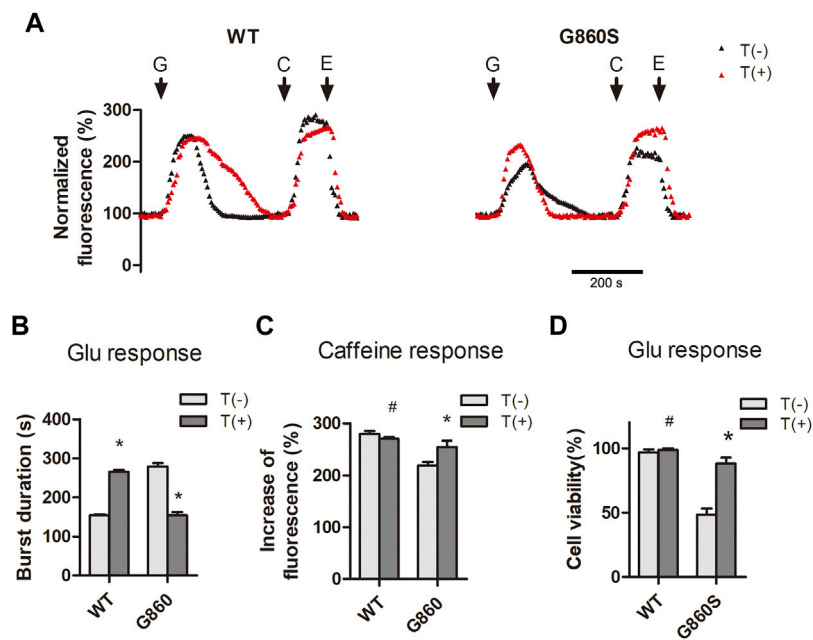 A
WT
G860S
T(-)
T(+)
G C E
G C E
Normalized
fluorescence (%)
300
200
100
0
200 s
B
Glu response
T(-)
T(+)
Burst duration (s)
400
300
200
100
0
*
*
WT
G860
C
Caffeine response
T(-)
T(+)
Increase of
fluorescence (%)
300
200
100
0
#
*
WT
G860
D
Glu response
T(-)
T(+)
Cell viability(%)
100
50
0
#
*
WT
G860S